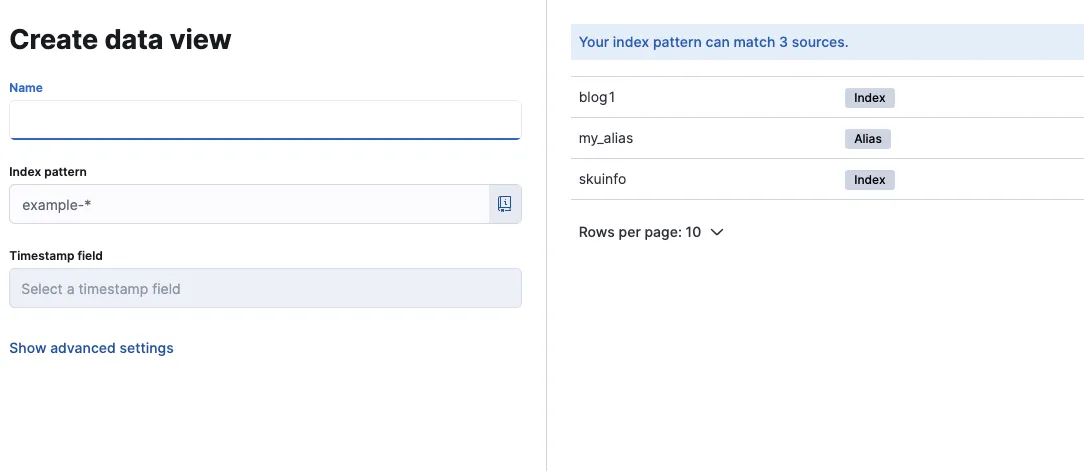 Create data view
Name
Index pattern
example-*
Timestamp field
Select a timestamp field
Show advanced settings
Your index pattern can match 3 sources.
blog1 Index
my_alias Alias
skuinfo Index
Rows per page: 10